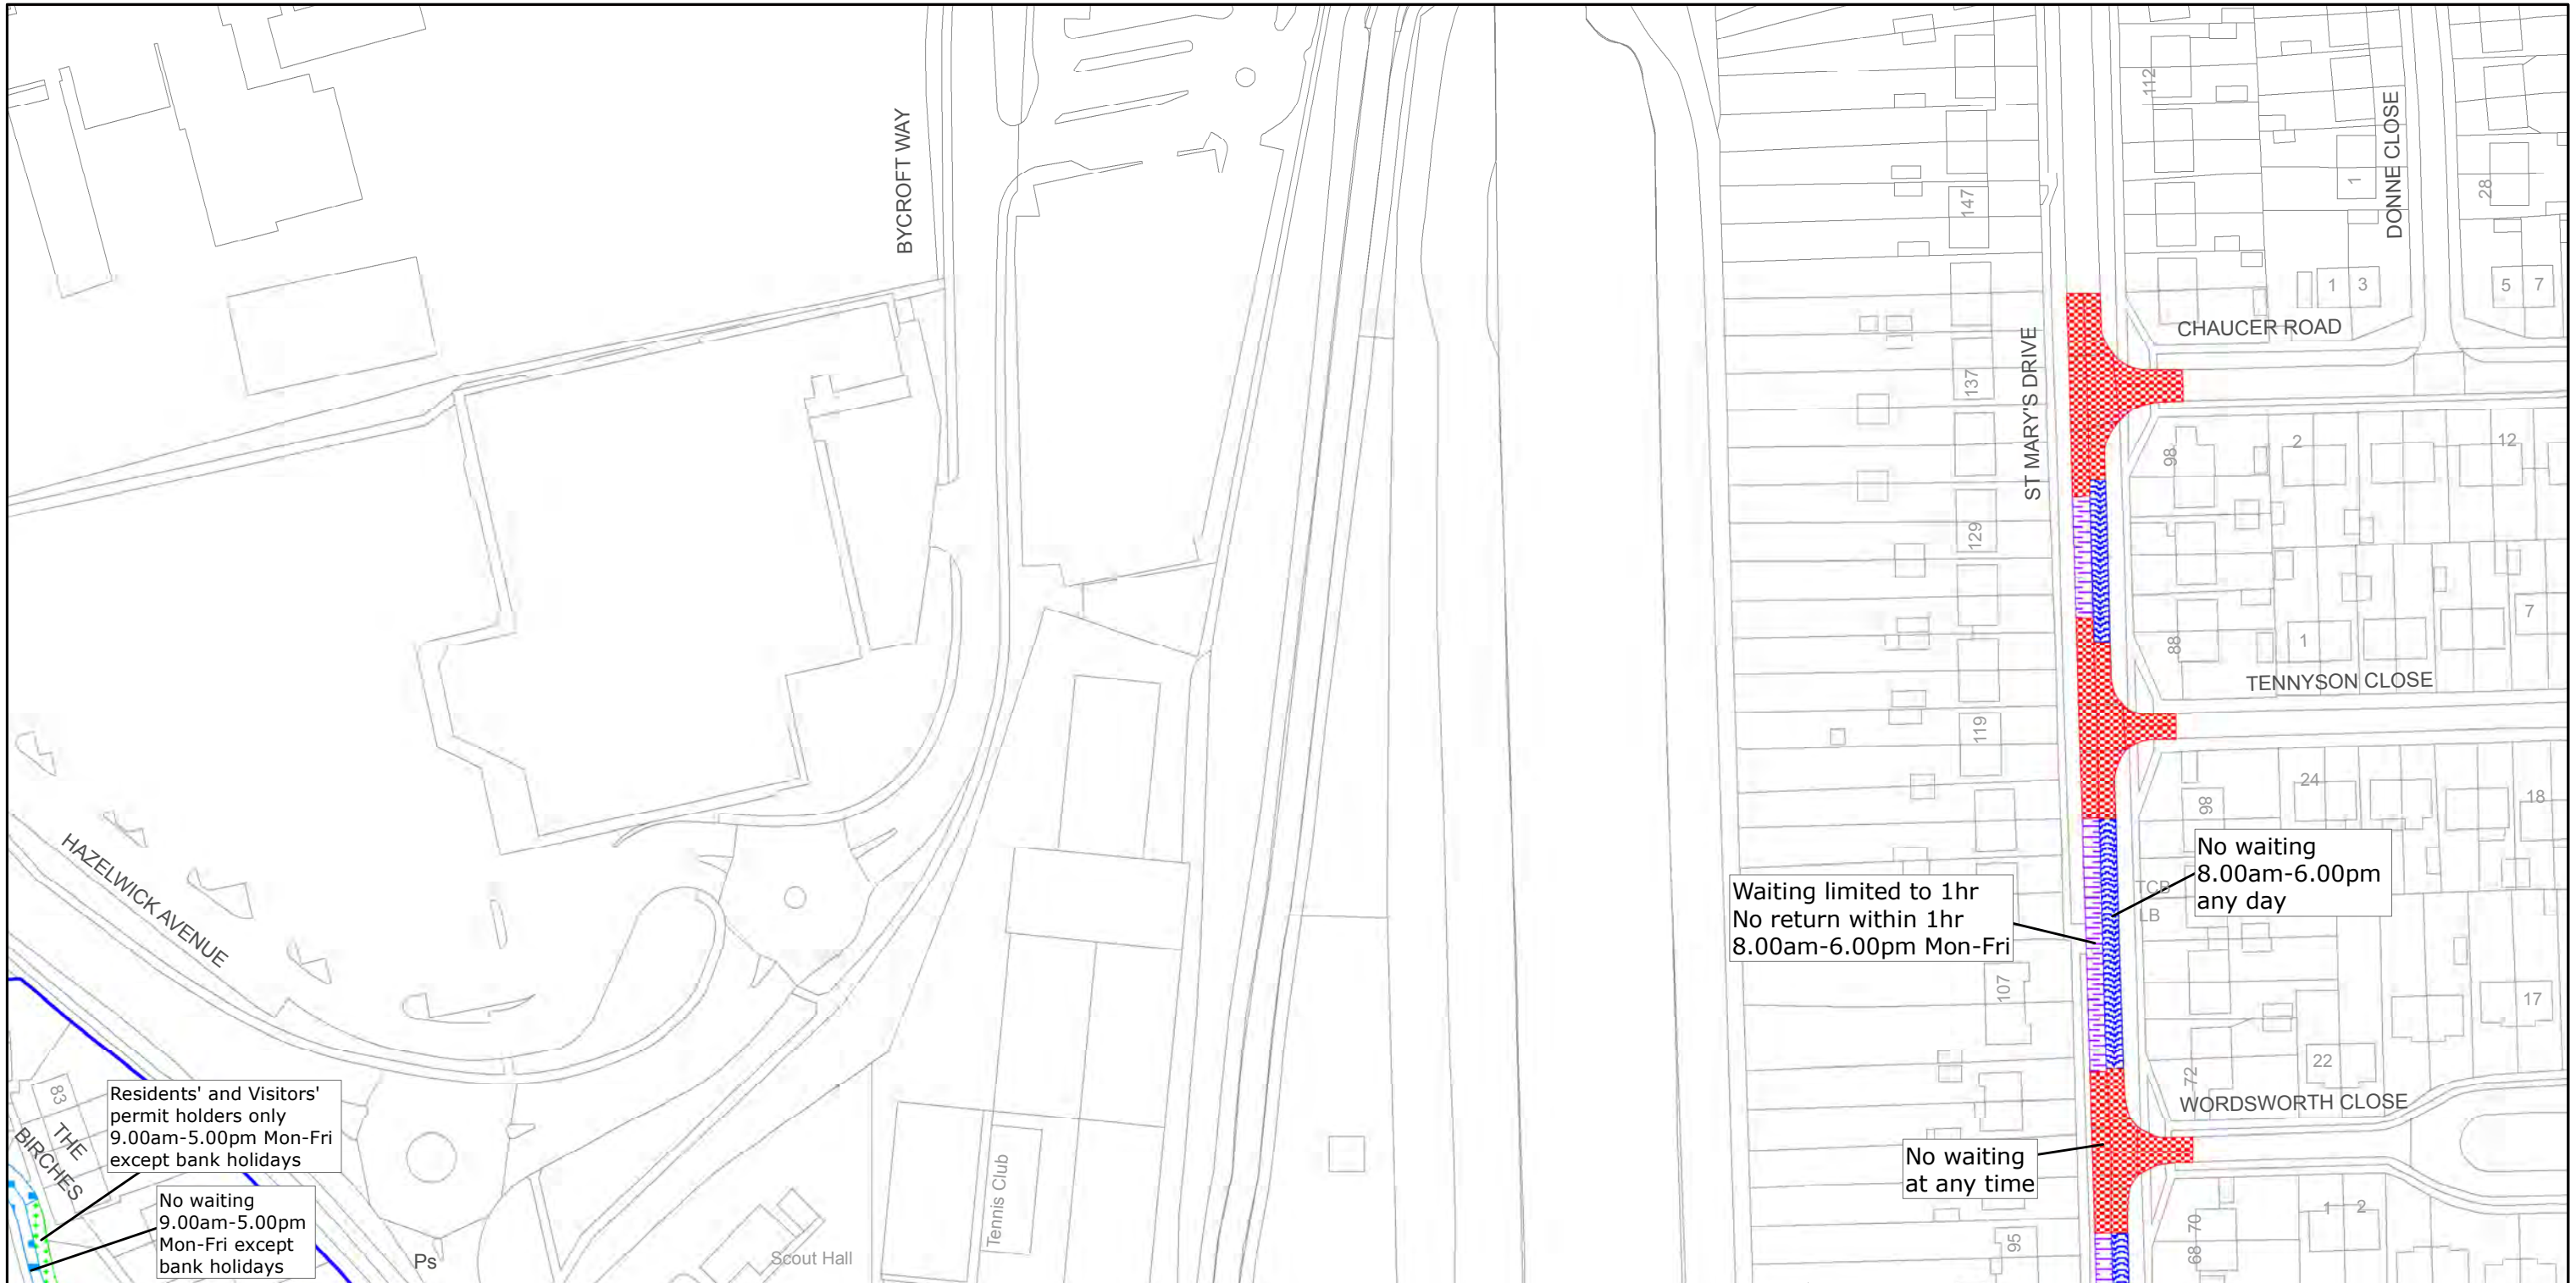 BYCROFT WAY
112
DONNE CLOSE
1
28
147
1
3
5
7
CHAUCER ROAD
ST MARY'S DRIVE
137
98
2
12
129
88
1
7
TENNYSON CLOSE
119
98
24
18
HAZELWICK AVENUE
Waiting limited to 1hr
No return within 1hr
8.00am-6.00pm Mon-Fri
TCB
LB
No waiting
8.00am-6.00pm
any day
107
17
72
22
WORDSWORTH CLOSE
83
THE
BIRCHES
Residents' and Visitors'
permit holders only
9.00am-5.00pm Mon-Fri
except bank holidays
No waiting
9.00am-5.00pm
Mon-Fri except
bank holidays
Ps
Scout Hall
Tennis Club
No waiting
at any time
95
70
68
1
2